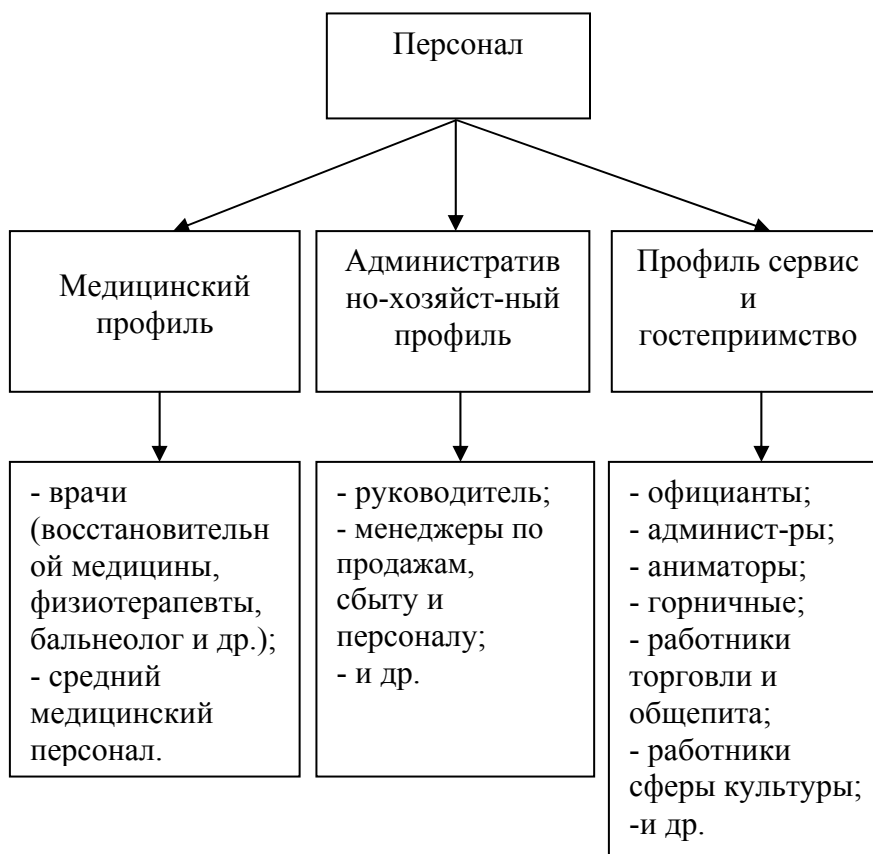 Персонал
Медицинский
профиль
Административ
но-хозяйст-ный
профиль
Профиль сервис
и
гостеприимство
- врачи
(восстановительн
ой медицины,
физиотерапевты,
бальнеолог и др.);
- средний
медицинский
персонал.
- руководитель;
- менеджеры по
продажам,
сбыту и
персоналу;
- и др.
- официанты;
- админист-ры;
- аниматоры;
- горничные;
- работники
торговли и
общепита;
- работники
сферы культуры;
-и др.